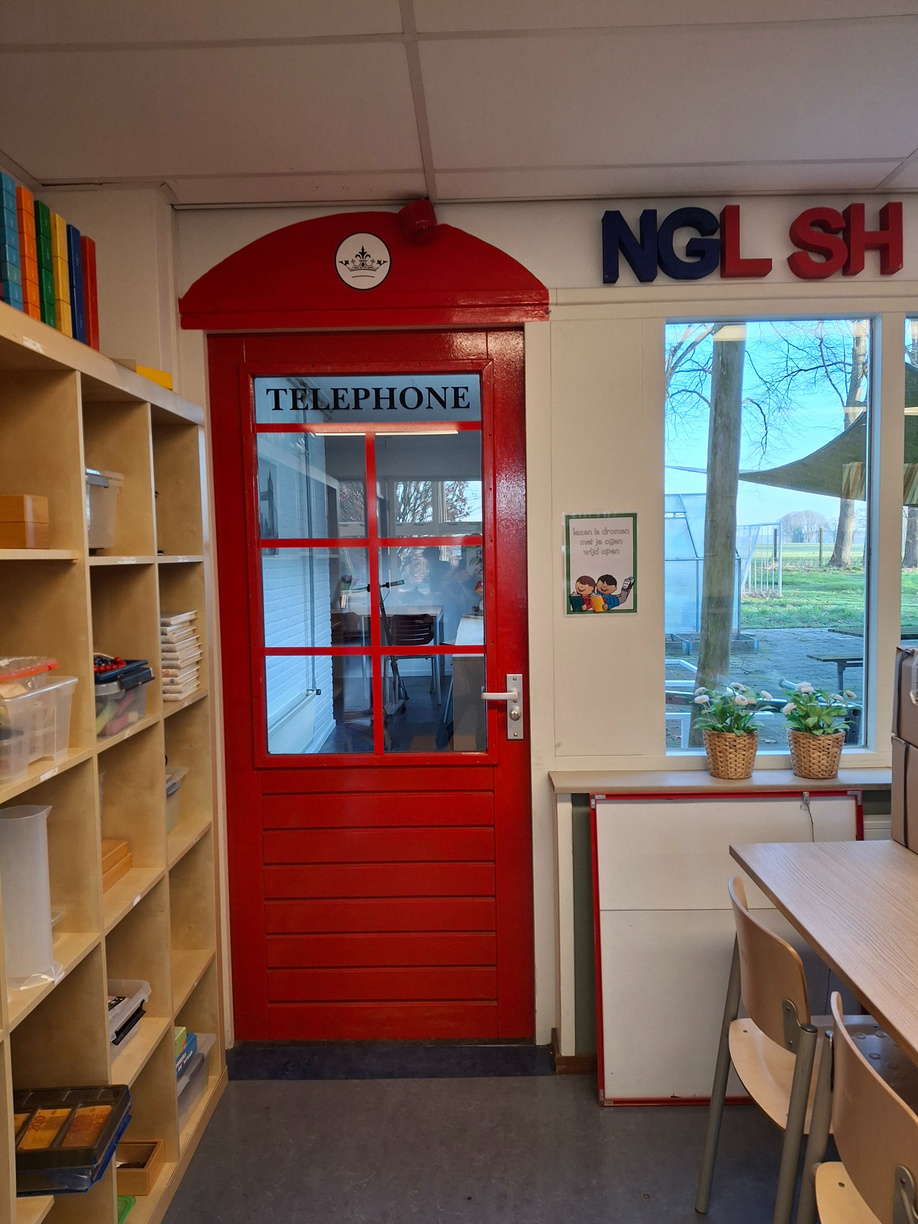 NGL SH
TELEPHONE
lezen is dromen
met je ogen
wijd open